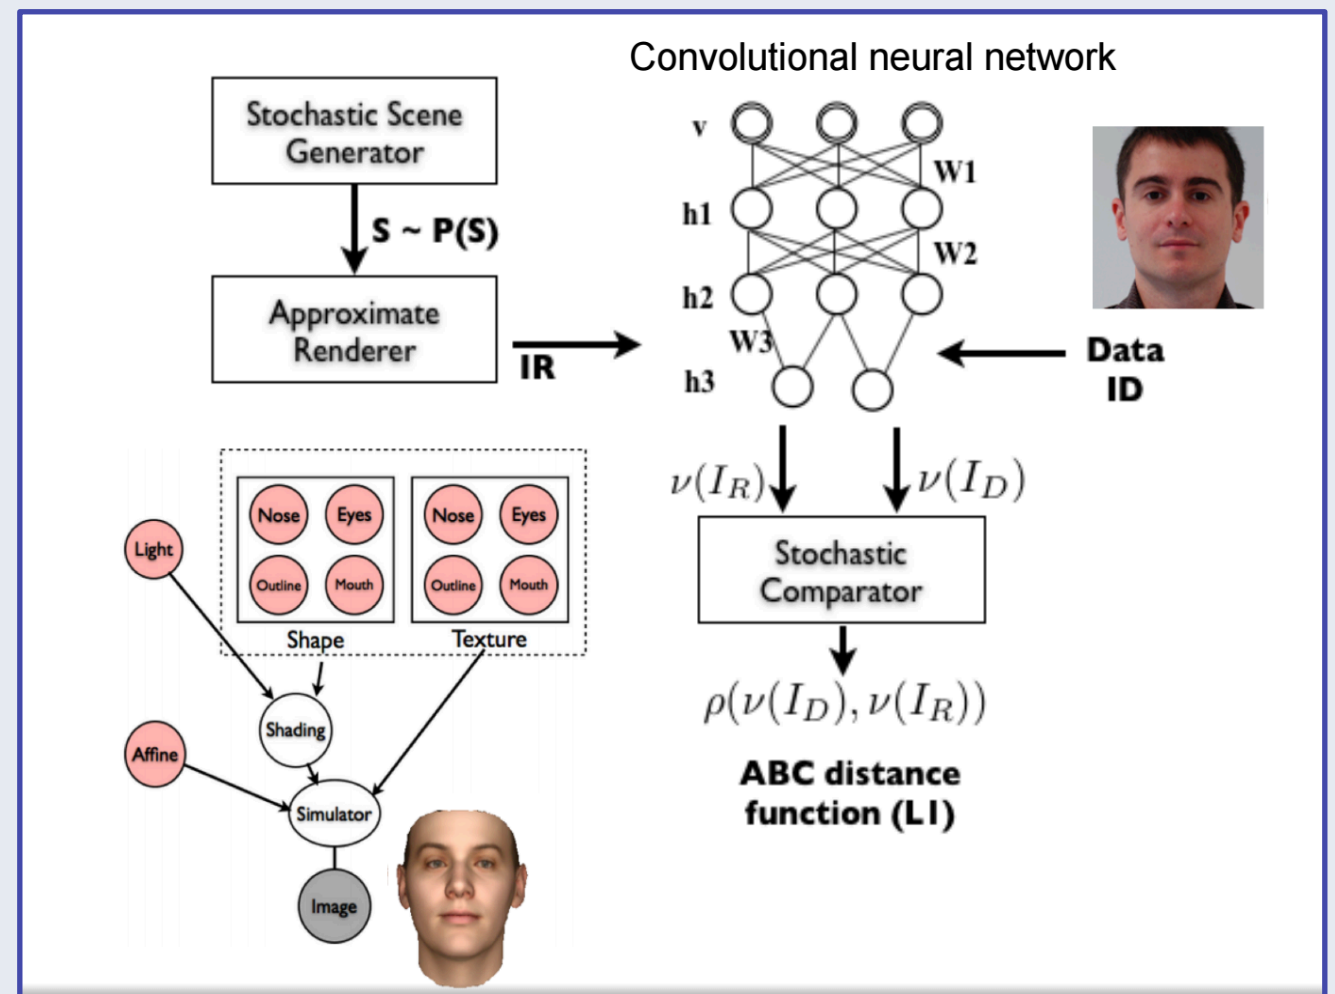 Convolutional neural network
Stochastic Scene
Generator
S ~ P(S)
Approximate
Renderer
IR
v
W1
h1
W2
h2
W3
h3
Data
ID
ν(I_R)
ν(I_D)
Stochastic
Comparator
ρ(ν(I_D), ν(I_R))
ABC distance
function (L1)
Nose Eyes
Outline Mouth
Shape
Nose Eyes
Outline Mouth
Texture
Light
Shading
Affine
Simulator
Image